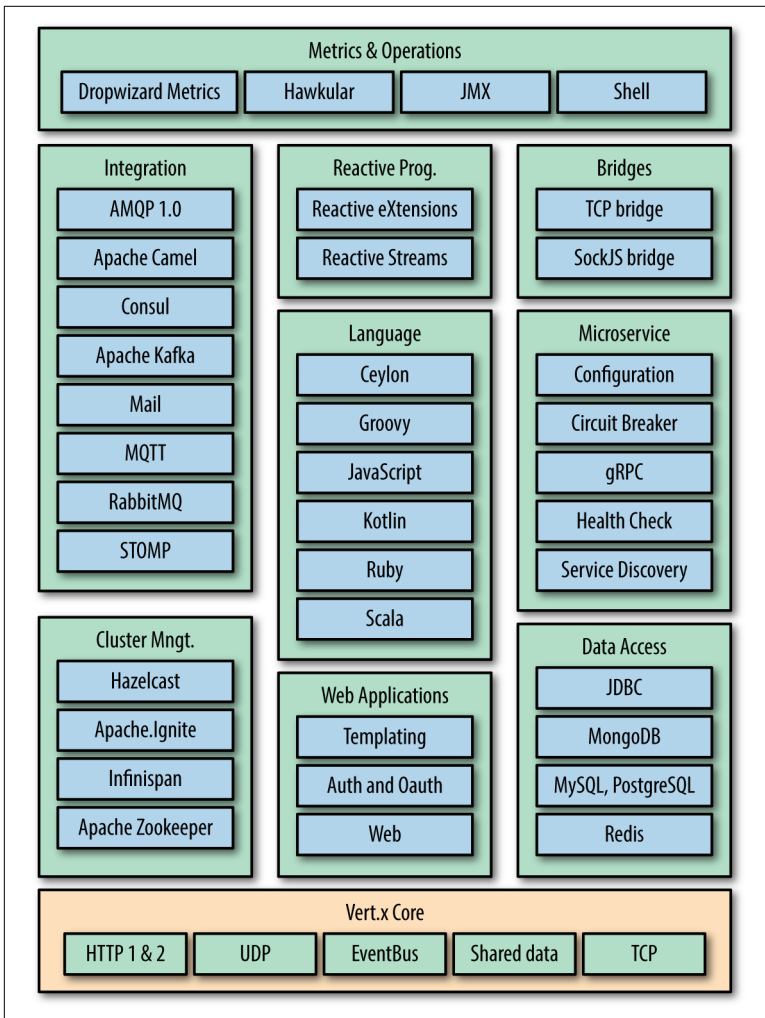 Metrics & Operations
Dropwizard Metrics
Hawkular
JMX
Shell
Integration
AMQP 1.0
Apache Camel
Consul
Apache Kafka
Mail
MQTT
RabbitMQ
STOMP
Reactive Prog.
Reactive eXtensions
Reactive Streams
Bridges
TCP bridge
SockJS bridge
Language
Ceylon
Groovy
JavaScript
Kotlin
Ruby
Scala
Microservice
Configuration
Circuit Breaker
gRPC
Health Check
Service Discovery
Cluster Mngt.
Hazelcast
Apache.Ignite
Infinispan
Apache Zookeeper
Web Applications
Templating
Auth and Oauth
Web
Data Access
JDBC
MongoDB
MySQL, PostgreSQL
Redis
Vert.x Core
HTTP 1 & 2
UDP
EventBus
Shared data
TCP